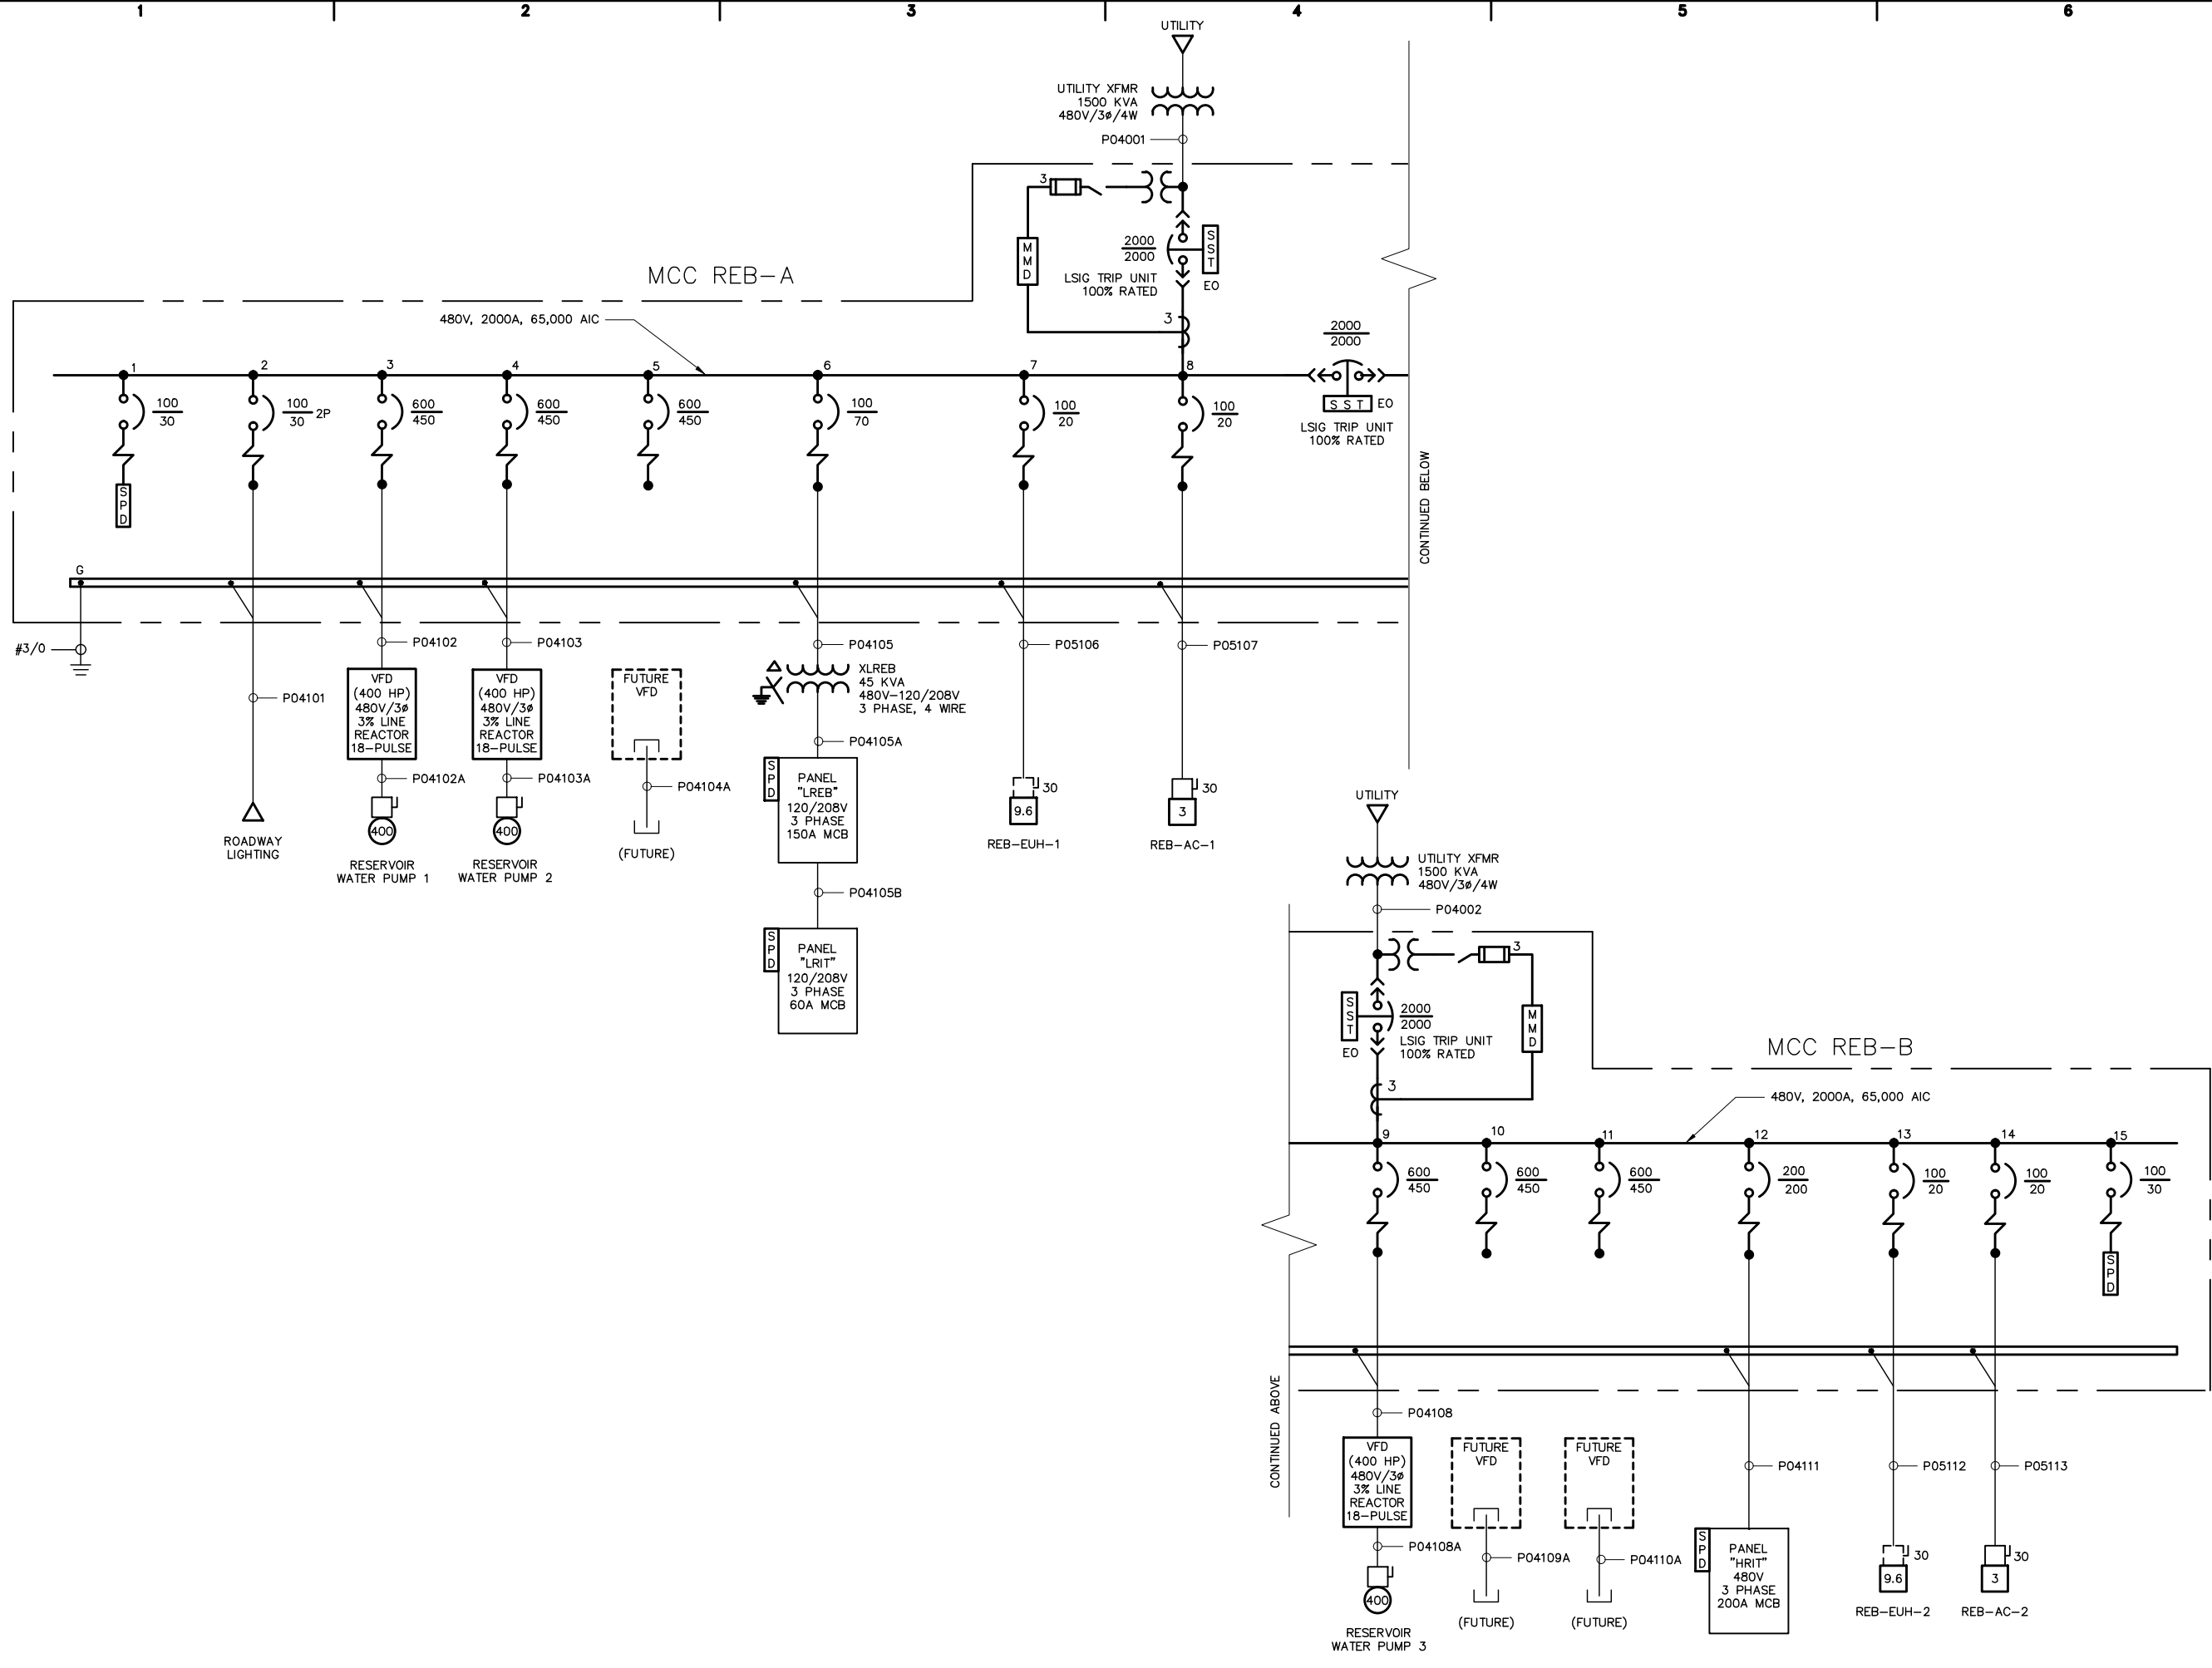 1
2
3
4
5
6
UTILITY
UTILITY XFMR
1500 KVA
480V/3ø/4W
P04001
3
M
M
D
2000
2000
S
S
T
LSIG TRIP UNIT
100% RATED
EO
3
MCC REB-A
480V, 2000A, 65,000 AIC
2000
2000
S S T
EO
LSIG TRIP UNIT
100% RATED
CONTINUED BELOW
1
100
30
S
P
D
2
100
30
2P
3
600
450
4
600
450
5
600
450
6
100
70
7
100
20
8
100
20
G
#3/0
P04101
ROADWAY
LIGHTING
P04102
VFD
(400 HP)
480V/3ø
3% LINE
REACTOR
18-PULSE
P04102A
400
RESERVOIR
WATER PUMP 1
P04103
VFD
(400 HP)
480V/3ø
3% LINE
REACTOR
18-PULSE
P04103A
400
RESERVOIR
WATER PUMP 2
FUTURE
VFD
P04104A
(FUTURE)
P04105
XLREB
45 KVA
480V-120/208V
3 PHASE, 4 WIRE
P04105A
S
P
D
PANEL
"LREB"
120/208V
3 PHASE
150A MCB
P04105B
S
P
D
PANEL
"LRIT"
120/208V
3 PHASE
60A MCB
P05106
30
9.6
REB-EUH-1
P05107
30
3
REB-AC-1
UTILITY
UTILITY XFMR
1500 KVA
480V/3ø/4W
P04002
3
S
S
T
2000
2000
M
M
D
EO
LSIG TRIP UNIT
100% RATED
3
MCC REB-B
480V, 2000A, 65,000 AIC
9
600
450
10
600
450
11
600
450
12
200
200
13
100
20
14
100
20
15
100
30
S
P
D
CONTINUED ABOVE
P04108
VFD
(400 HP)
480V/3ø
3% LINE
REACTOR
18-PULSE
P04108A
400
RESERVOIR
WATER PUMP 3
FUTURE
VFD
P04109A
(FUTURE)
FUTURE
VFD
P04110A
(FUTURE)
P04111
S
P
D
PANEL
"HRIT"
480V
3 PHASE
200A MCB
P05112
30
9.6
REB-EUH-2
P05113
30
3
REB-AC-2